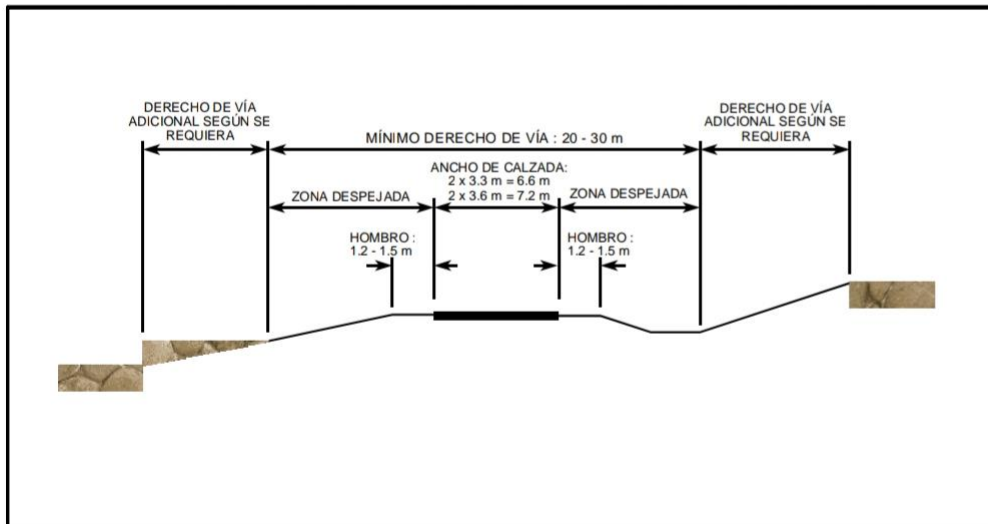 DERECHO DE VÍA
ADICIONAL SEGÚN SE
REQUIERA
MÍNIMO DERECHO DE VÍA : 20 - 30 m
DERECHO DE VÍA
ADICIONAL SEGÚN SE
REQUIERA
ANCHO DE CALZADA:
2 x 3.3 m = 6.6 m
2 x 3.6 m = 7.2 m
ZONA DESPEJADA
ZONA DESPEJADA
HOMBRO :
1.2 - 1.5 m
HOMBRO :
1.2 - 1.5 m